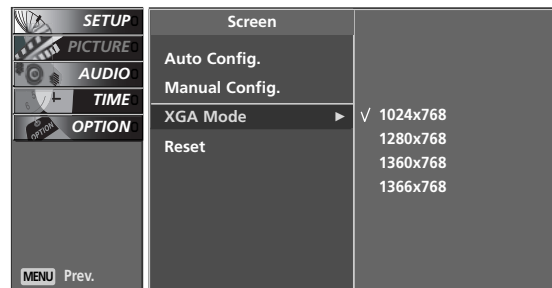 SETUP
PICTURE
AUDIO
TIME
OPTION
MENU Prev.
Screen
Auto Config.
Manual Config.
XGA Mode ►
Reset
√ 1024x768
1280x768
1360x768
1366x768